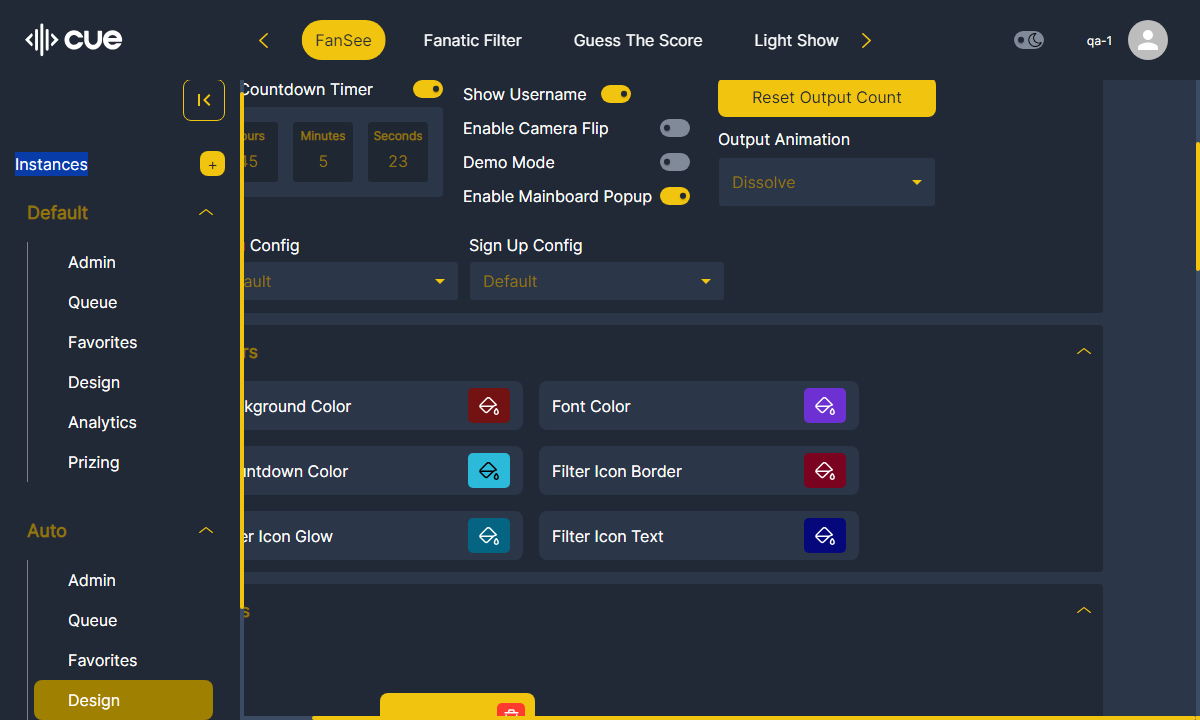 cue
FanSee
Fanatic Filter
Guess The Score
Light Show
qa-1
Instances
+
Default
Admin
Queue
Favorites
Design
Analytics
Prizing
Auto
Admin
Queue
Favorites
Design
Countdown Timer
ours
Minutes
Seconds
45
5
23
Show Username
Enable Camera Flip
Demo Mode
Enable Mainboard Popup
Reset Output Count
Output Animation
Dissolve
Config
ault
Sign Up Config
Default
rs
kground Color
Font Color
untdown Color
Filter Icon Border
er Icon Glow
Filter Icon Text
s